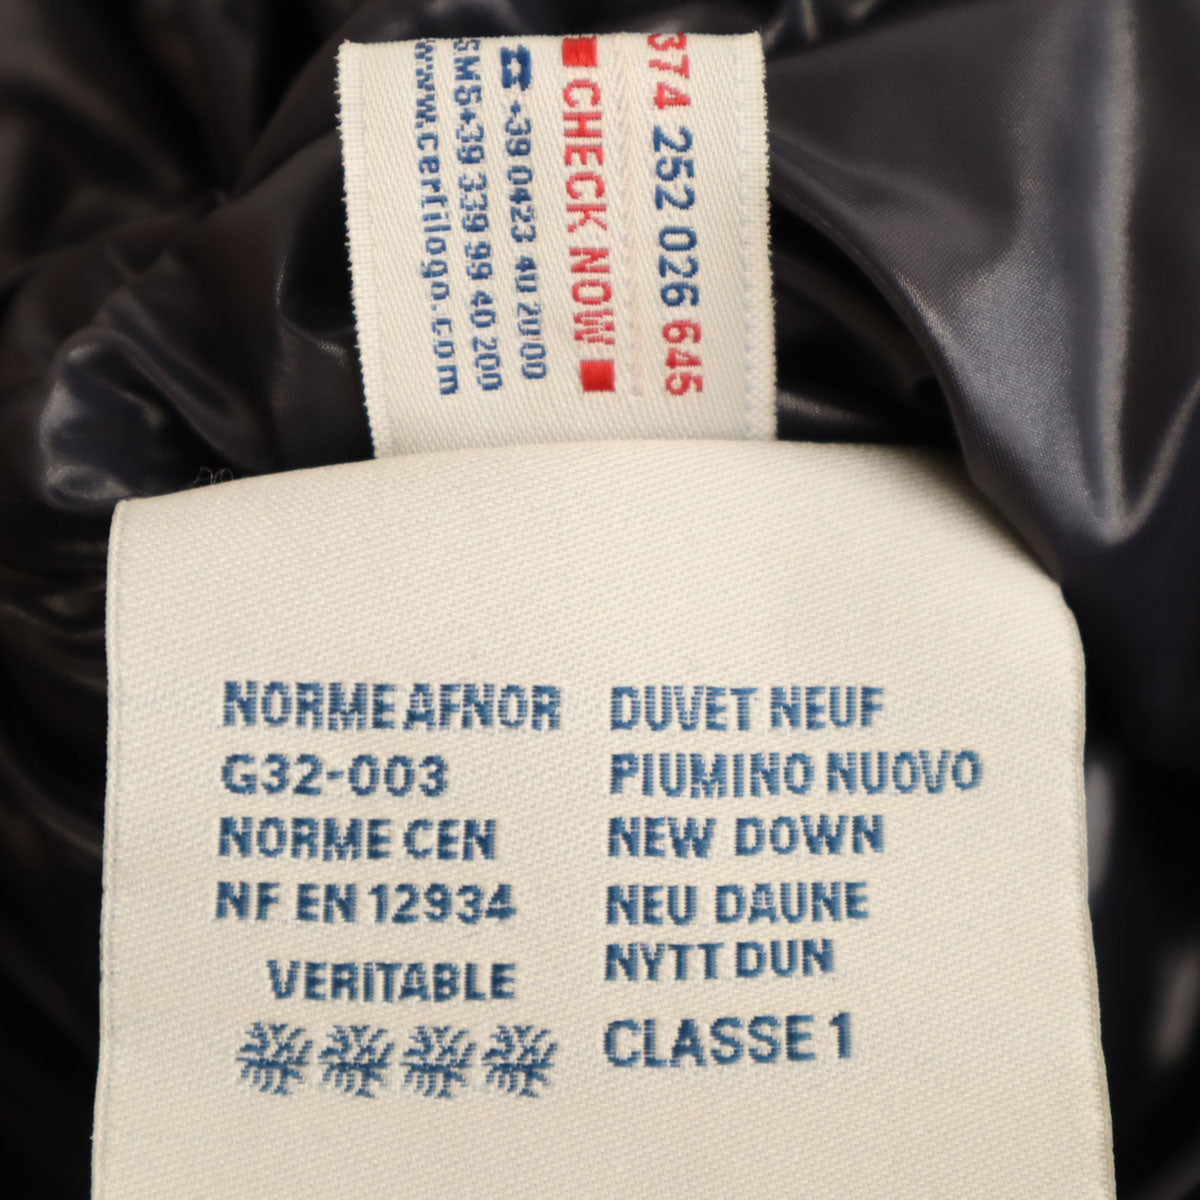 374 252 026 645
CHECK NOW
+39 0423 40 2000
SMS+39 339 99 40 200
www.certilogo.com
NORME AFNOR
G32-003
NORME CEN
NF EN 12934
VERITABLE
DUVET NEUF
PIUMINO NUOVO
NEW DOWN
NEU DAUNE
NYTT DUN
CLASSE 1